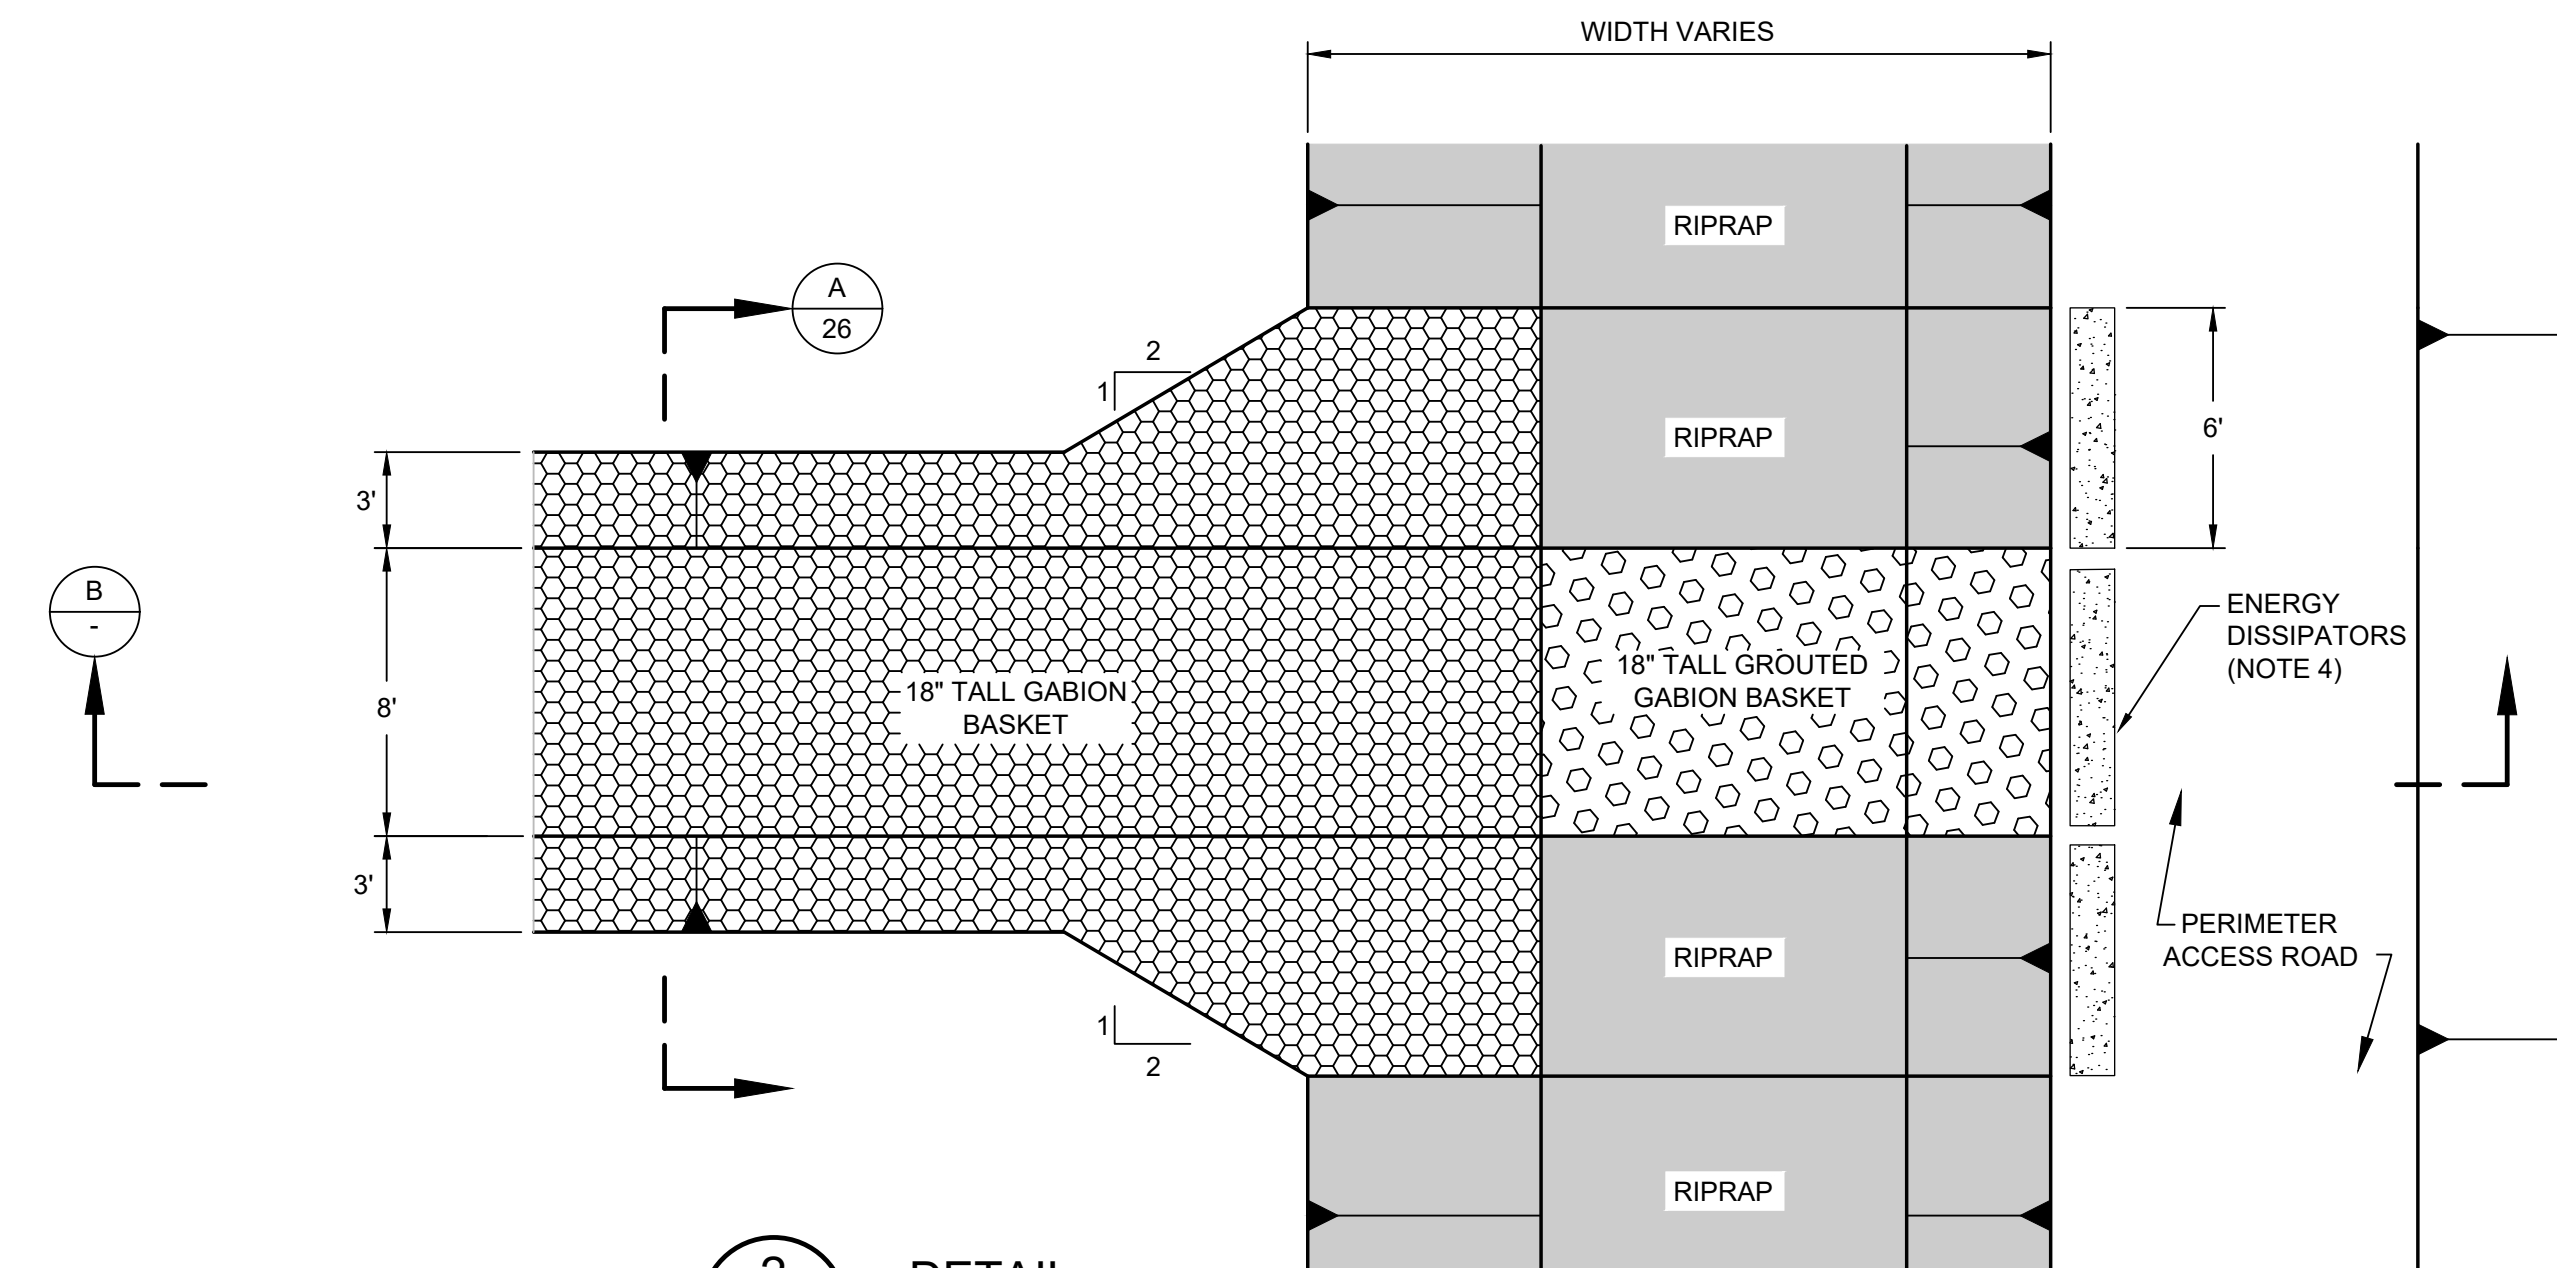 WIDTH VARIES
RIPRAP
A
26
2
1
RIPRAP
6'
3'
B
-
ENERGY
DISSIPATORS
(NOTE 4)
18" TALL GROUTED
GABION BASKET
18" TALL GABION
BASKET
8'
3'
PERIMETER
ACCESS ROAD
RIPRAP
1
2
RIPRAP
DETAIL